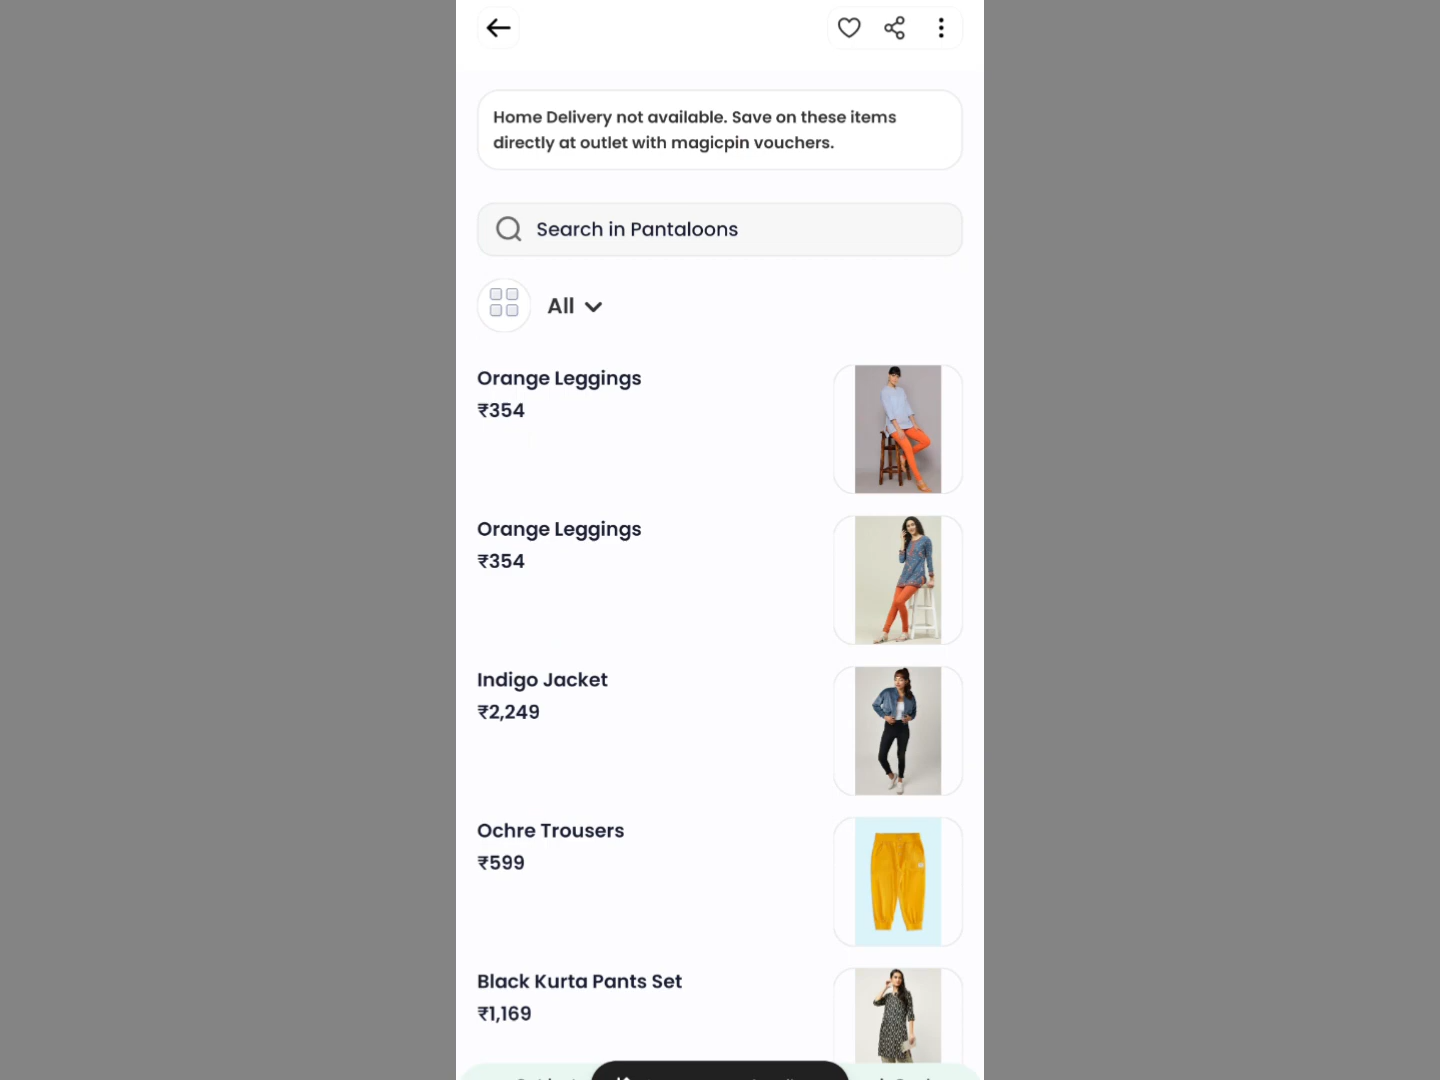 Home Delivery not available. Save on these items
directly at outlet with magicpin vouchers.
Search in Pantaloons
All
Orange Leggings
₹354
Orange Leggings
₹354
Indigo Jacket
₹2,249
Ochre Trousers
₹599
Black Kurta Pants Set
₹1,169